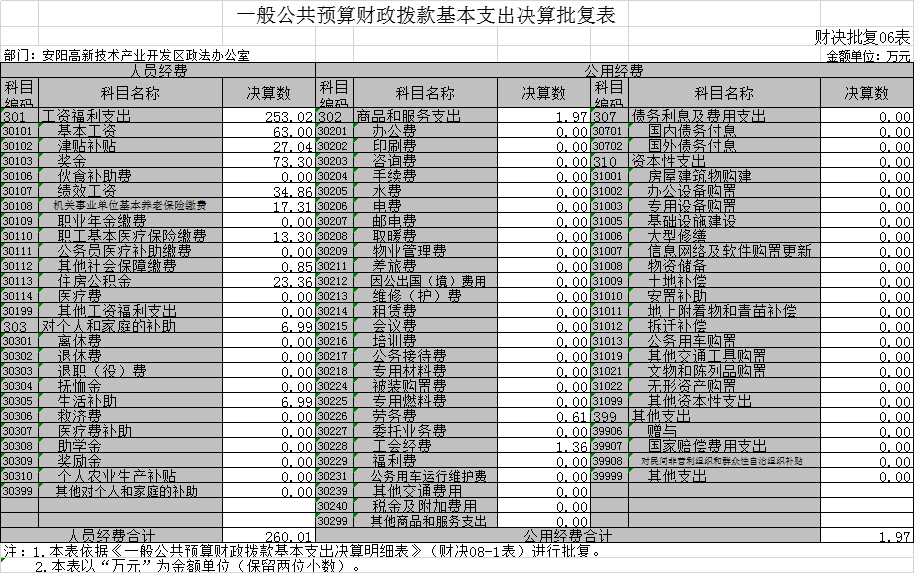 一般公共预算财政拨款基本支出决算批复表
财决批复06表
部门：安阳高新技术产业开发区政法办公室 金额单位：万元
人员经费 公用经费
科目编码 科目名称 决算数 科目编码 科目名称 决算数 科目编码 科目名称 决算数
301 工资福利支出 253.02 302 商品和服务支出 1.97 307 债务利息及费用支出 0.00
30101 基本工资 63.00 30201 办公费 0.00 30701 国内债务付息 0.00
30102 津贴补贴 27.04 30202 印刷费 0.00 30702 国外债务付息 0.00
30103 奖金 73.30 30203 咨询费 0.00 310 资本性支出 0.00
30106 伙食补助费 0.00 30204 手续费 0.00 31001 房屋建筑物购建 0.00
30107 绩效工资 34.86 30205 水费 0.00 31002 办公设备购置 0.00
30108 机关事业单位基本养老保险缴费 17.31 30206 电费 0.00 31003 专用设备购置 0.00
30109 职业年金缴费 0.00 30207 邮电费 0.00 31005 基础设施建设 0.00
30110 职工基本医疗保险缴费 13.30 30208 取暖费 0.00 31006 大型修缮 0.00
30111 公务员医疗补助缴费 0.00 30209 物业管理费 0.00 31007 信息网络及软件购置更新 0.00
30112 其他社会保障缴费 0.85 30211 差旅费 0.00 31008 物资储备 0.00
30113 住房公积金 23.36 30212 因公出国（境）费用 0.00 31009 土地补偿 0.00
30114 医疗费 0.00 30213 维修（护）费 0.00 31010 安置补助 0.00
30199 其他工资福利支出 0.00 30214 租赁费 0.00 31011 地上附着物和青苗补偿 0.00
303 对个人和家庭的补助 6.99 30215 会议费 0.00 31012 拆迁补偿 0.00
30301 离休费 0.00 30216 培训费 0.00 31013 公务用车购置 0.00
30302 退休费 0.00 30217 公务接待费 0.00 31019 其他交通工具购置 0.00
30303 退职（役）费 0.00 30218 专用材料费 0.00 31021 文物和陈列品购置 0.00
30304 抚恤金 0.00 30224 被装购置费 0.00 31022 无形资产购置 0.00
30305 生活补助 6.99 30225 专用燃料费 0.00 31099 其他资本性支出 0.00
30306 救济费 0.00 30226 劳务费 0.61 399 其他支出 0.00
30307 医疗费补助 0.00 30227 委托业务费 0.00 39906 赠与 0.00
30308 助学金 0.00 30228 工会经费 1.36 39907 国家赔偿费用支出 0.00
30309 奖励金 0.00 30229 福利费 0.00 39908 对民间非营利组织和群众性自治组织补贴 0.00
30310 个人农业生产补贴 0.00 30231 公务用车运行维护费 0.00 39999 其他支出 0.00
30399 其他对个人和家庭的补助 0.00 30239 其他交通费用 0.00
30240 税金及附加费用 0.00
30299 其他商品和服务支出 0.00
人员经费合计 260.01 公用经费合计 1.97
注：1.本表依据《一般公共预算财政拨款基本支出决算明细表》（财决08-1表）进行批复。
2.本表以“万元”为金额单位（保留两位小数）。